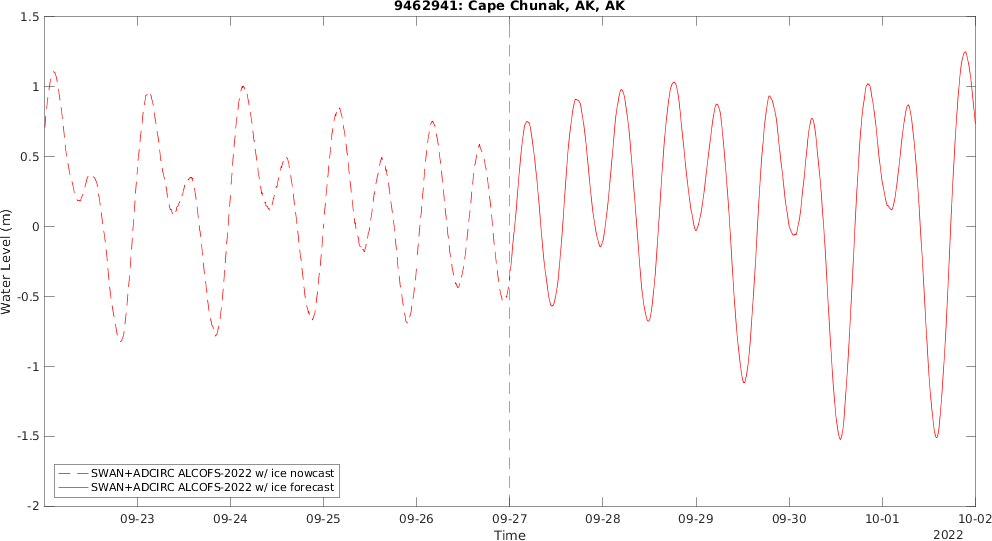 9462941: Cape Chunak, AK, AK
1.5
1
0.5
0
-0.5
-1
-1.5
-2
Water Level (m)
SWAN+ADCIRC ALCOFS-2022 w/ ice nowcast
SWAN+ADCIRC ALCOFS-2022 w/ ice forecast
09-23 09-24 09-25 09-26 09-27 09-28 09-29 09-30 10-01 10-02
Time
2022